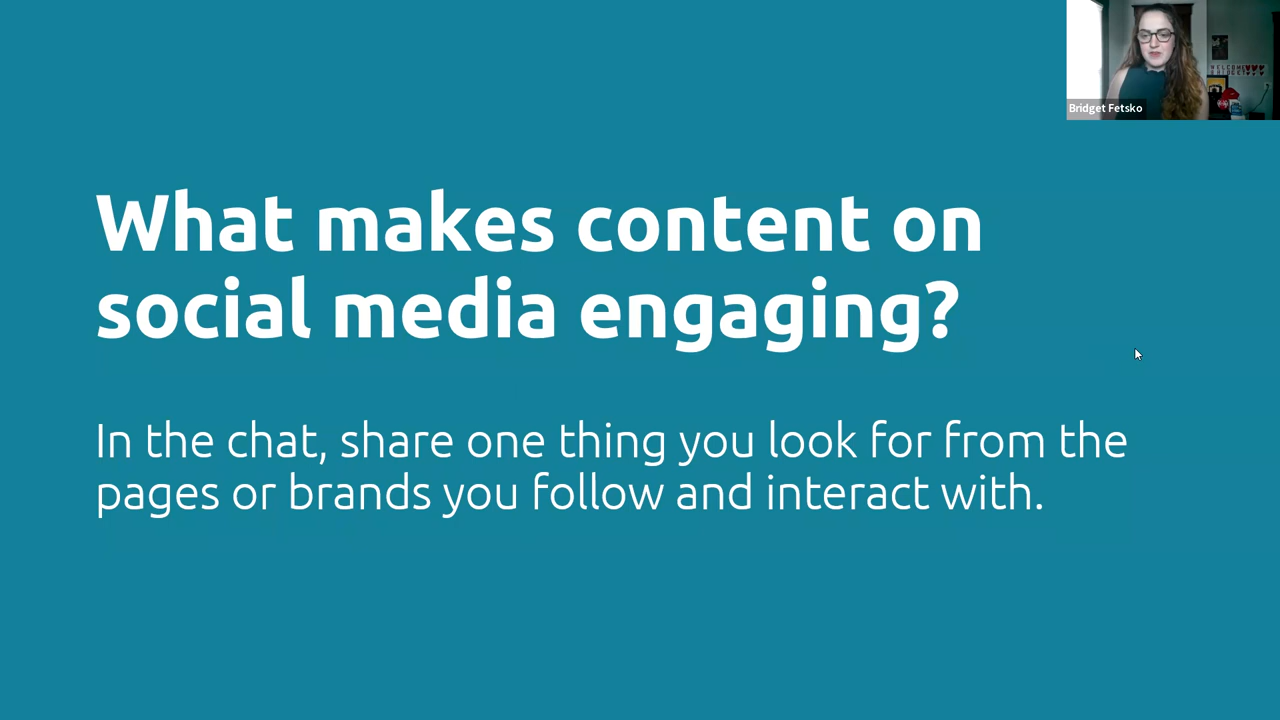 Bridget Fetsko
What makes content on
social media engaging?
In the chat, share one thing you look for from the
pages or brands you follow and interact with.